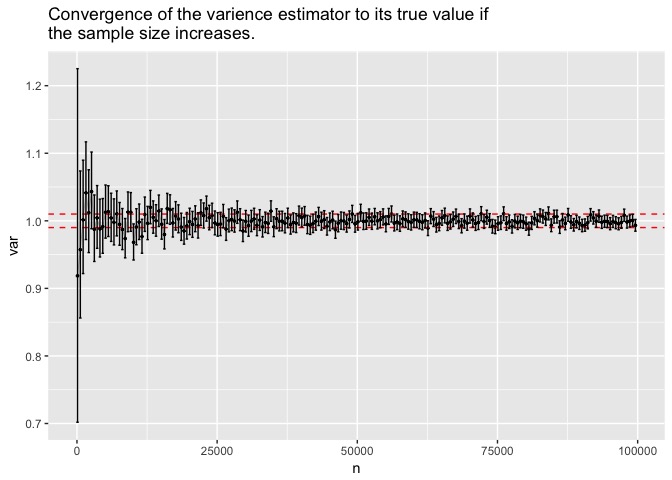 Convergence of the varience estimator to its true value if
the sample size increases.
1.2
1.1
1.0
0.9
0.8
0.7
var
0 25000 50000 75000 100000
n